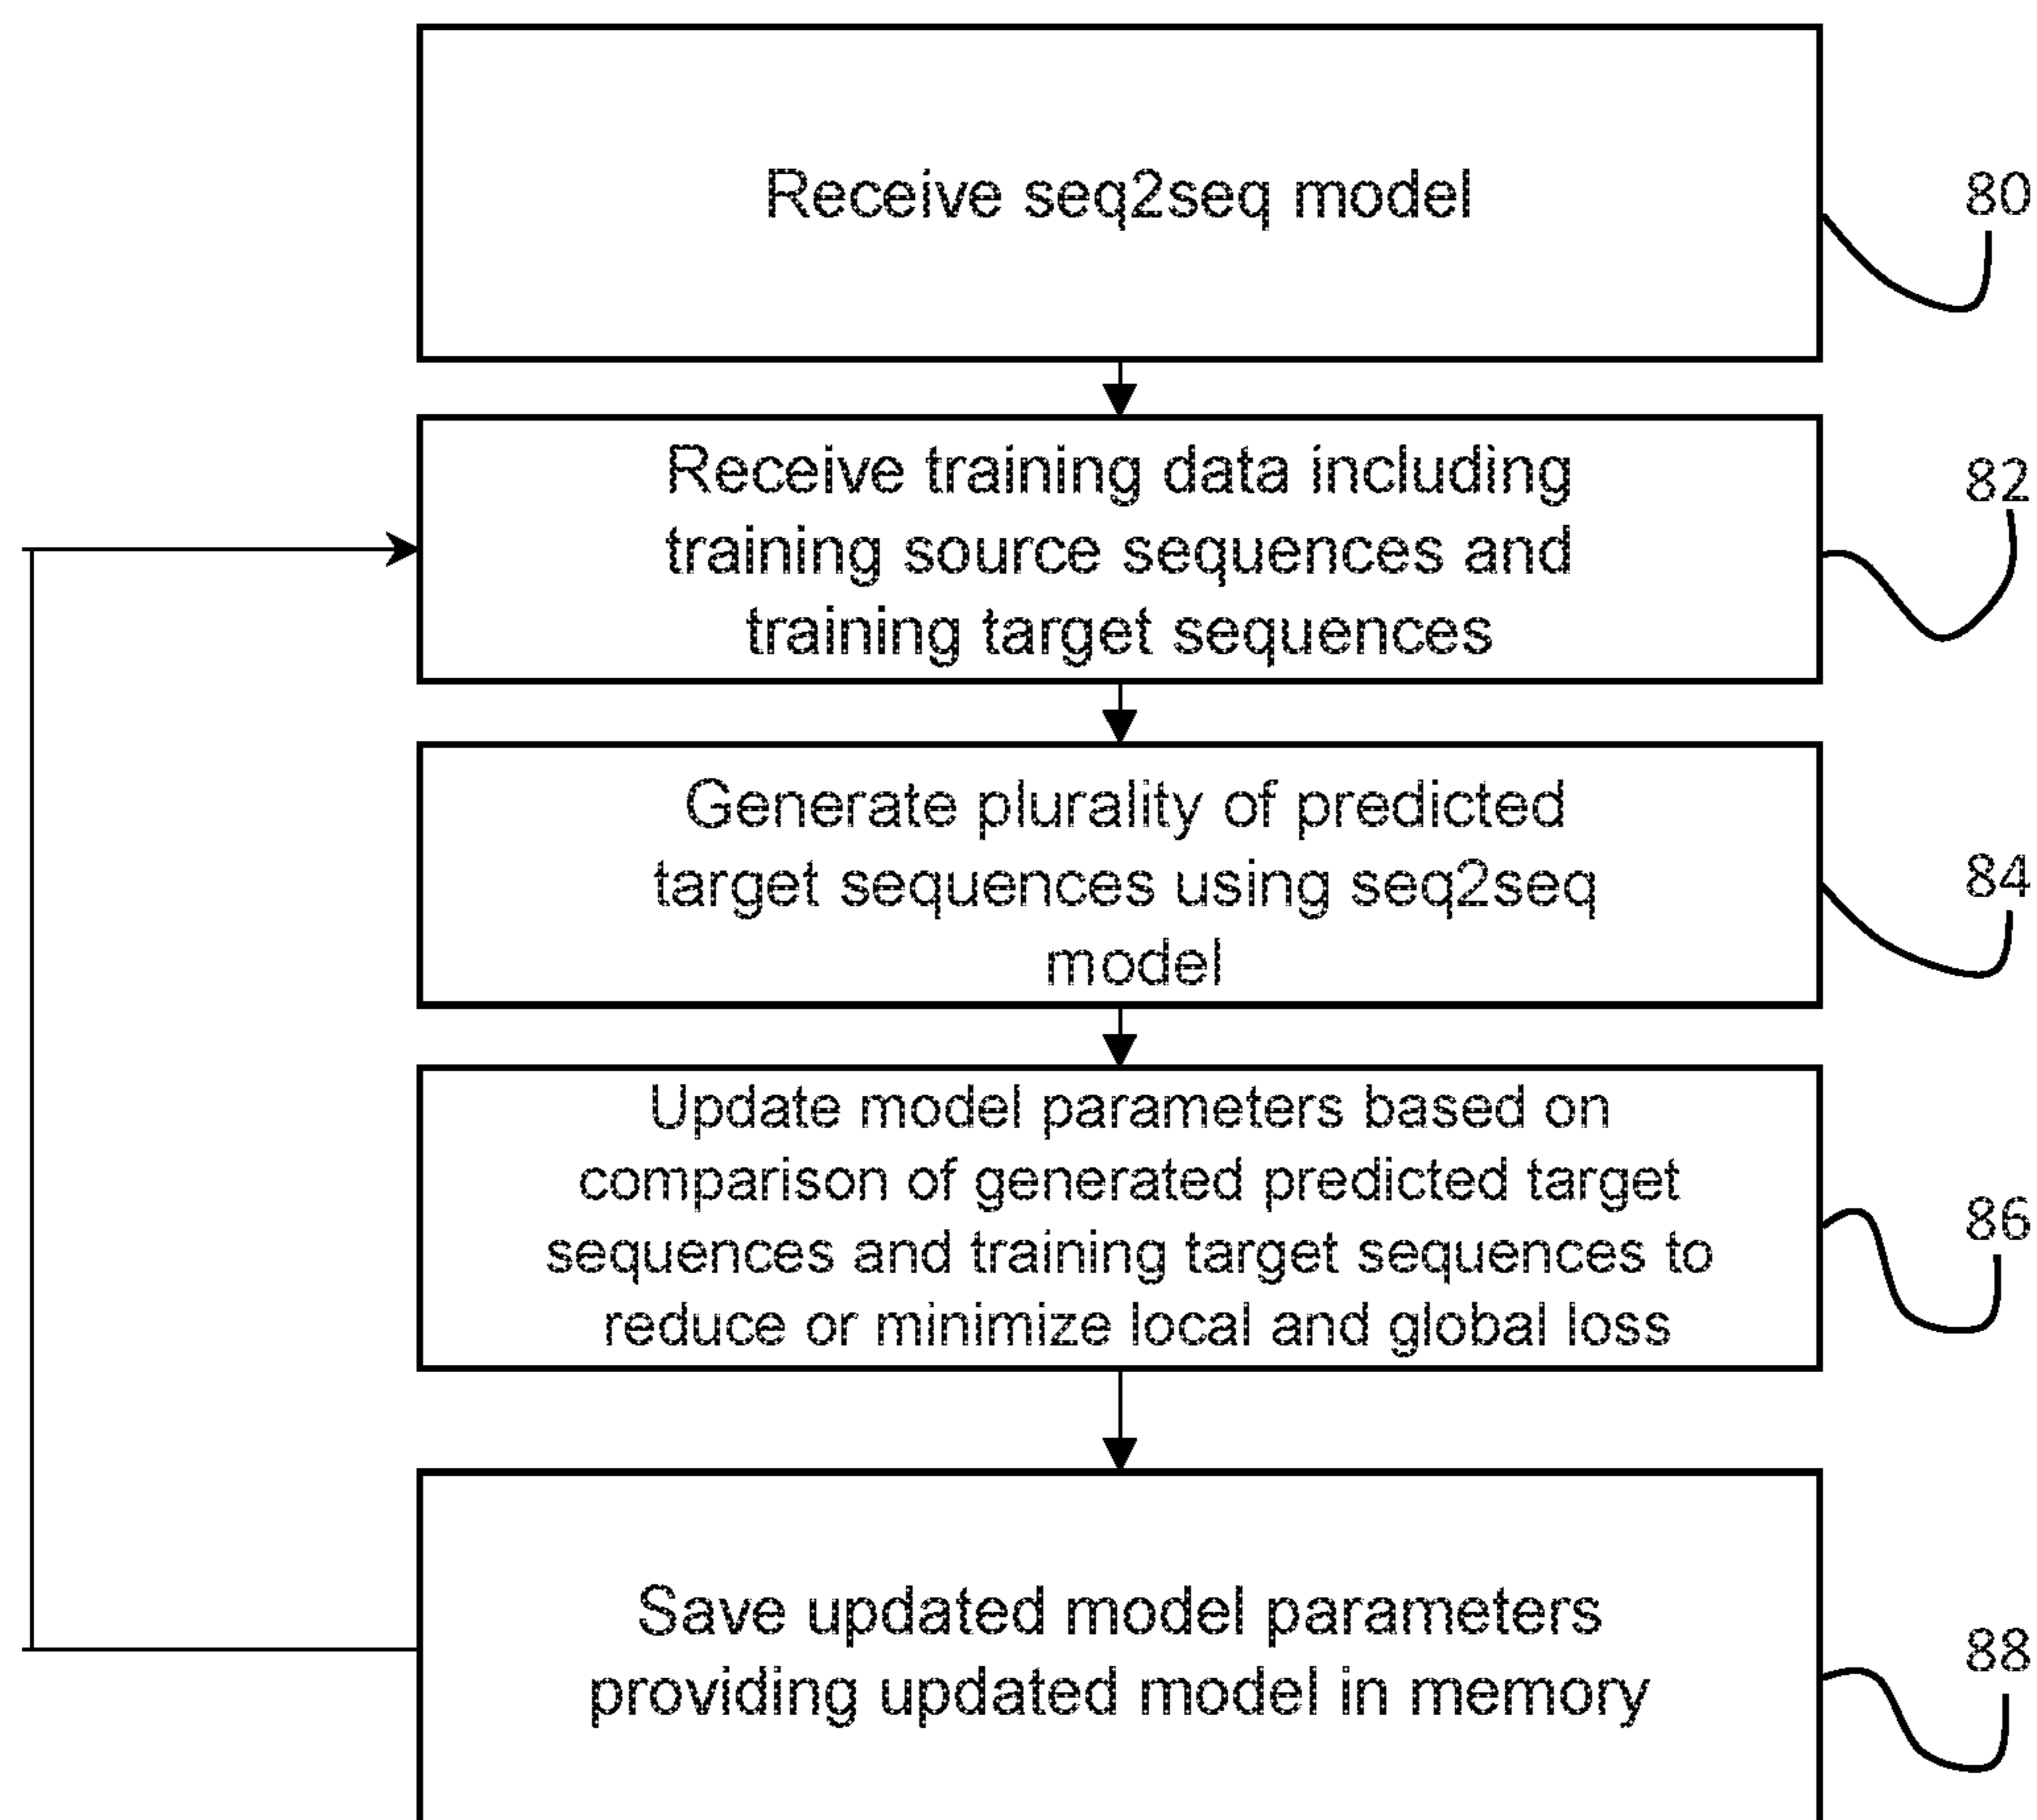 Receive seq2seq model
80
Receive training data including
training source sequences and
training target sequences
82
Generate plurality of predicted
target sequences using seq2seq
model
84
Update model parameters based on
comparison of generated predicted target
sequences and training target sequences to
reduce or minimize local and global loss
86
Save updated model parameters
providing updated model in memory
88